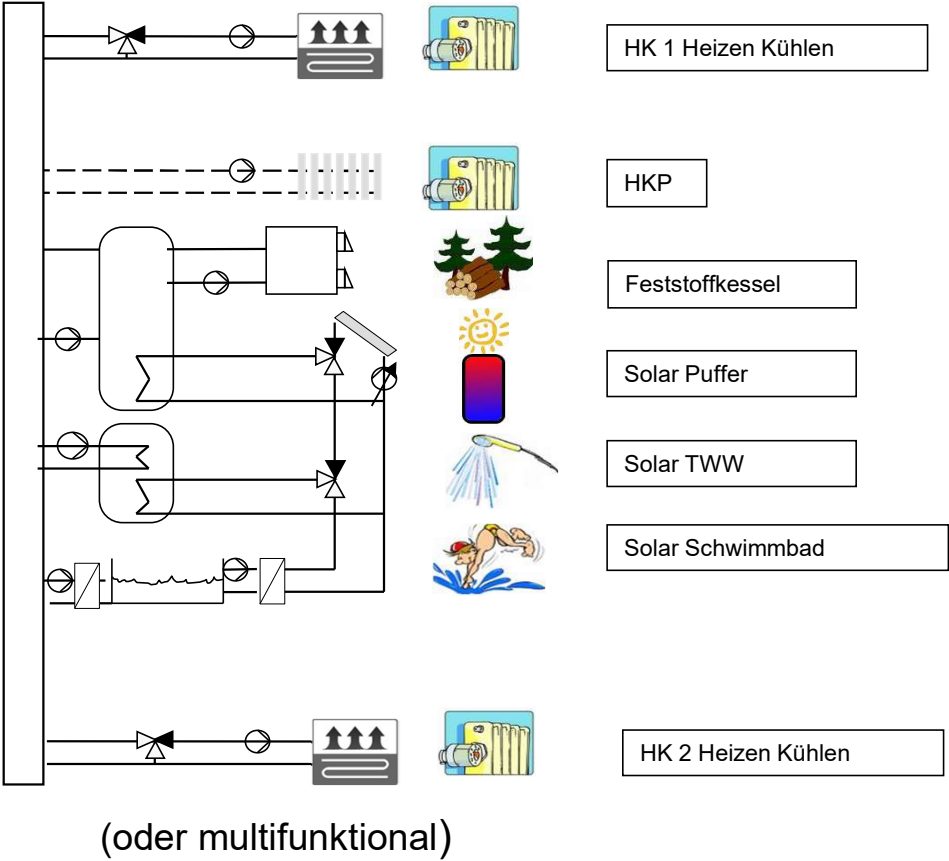 HK 1 Heizen Kühlen
HKP
Feststoffkessel
Solar Puffer
Solar TWW
Solar Schwimmbad
HK 2 Heizen Kühlen
(oder multifunktional)